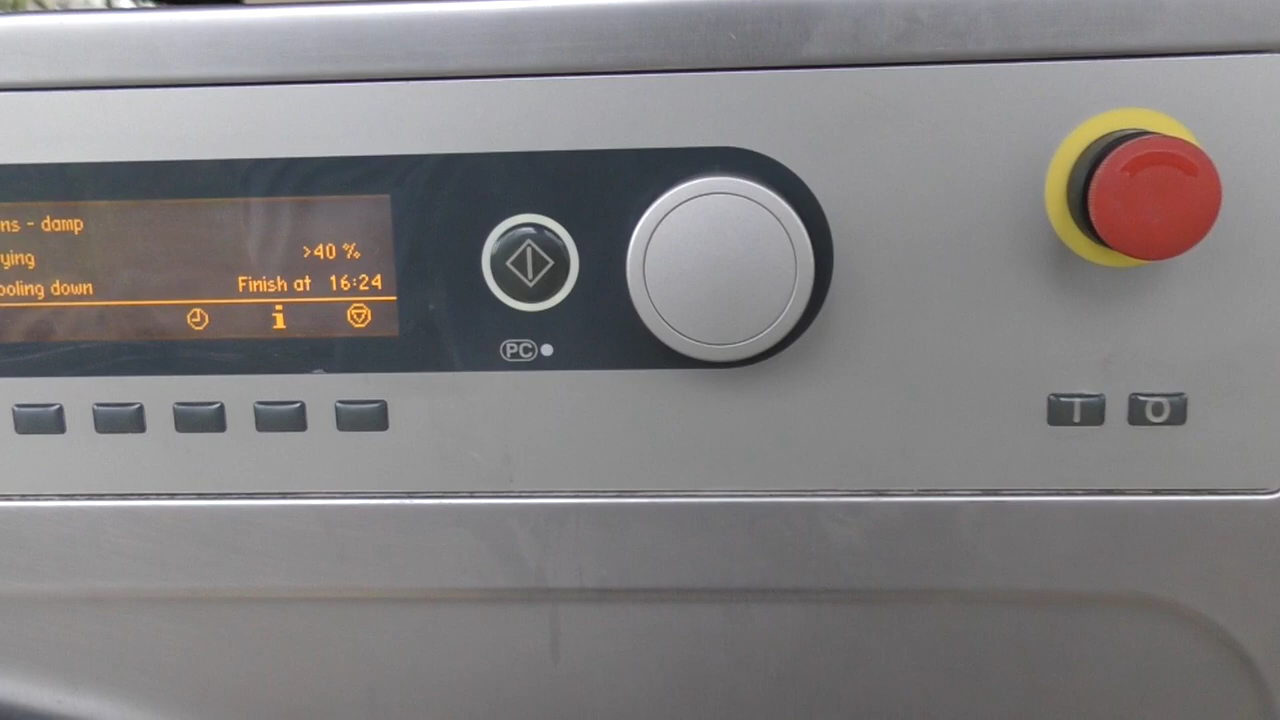 ns - damp
ying
>40 %
ooling down
Finish at 16:24
i
PC
I O